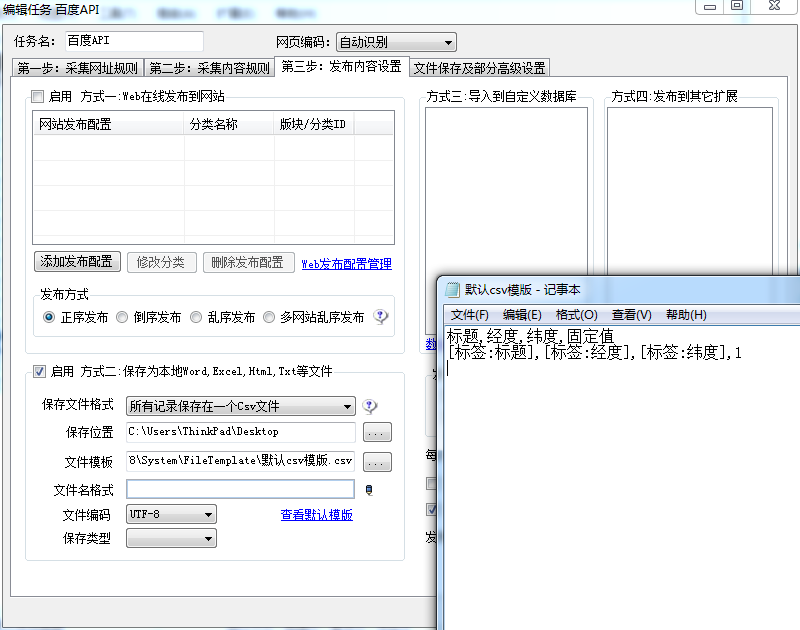 编辑任务 百度API
任务名： 百度API 网页编码： 自动识别
第一步：采集网址规则 第二步：采集内容规则 第三步：发布内容设置 文件保存及部分高级设置
启用 方式一:Web在线发布到网站
网站发布配置 分类名称 版块/分类ID
添加发布配置 修改分类 删除发布配置 Web发布配置管理
发布方式
正序发布 倒序发布 乱序发布 多网站乱序发布
启用 方式二:保存为本地Word,Excel,Html,Txt等文件
保存文件格式 所有记录保存在一个Csv文件
保存位置 C:\Users\ThinkPad\Desktop ...
文件模板 8\System\FileTemplate\默认csv模版.csv ...
文件名格式
文件编码 UTF-8 查看默认模版
保存类型
方式三:导入到自定义数据库 方式四:发布到其它扩展
数
每
发
默认csv模版 - 记事本
文件(F) 编辑(E) 格式(O) 查看(V) 帮助(H)
标题,经度,纬度,固定值
[标签:标题],[标签:经度],[标签:纬度],1